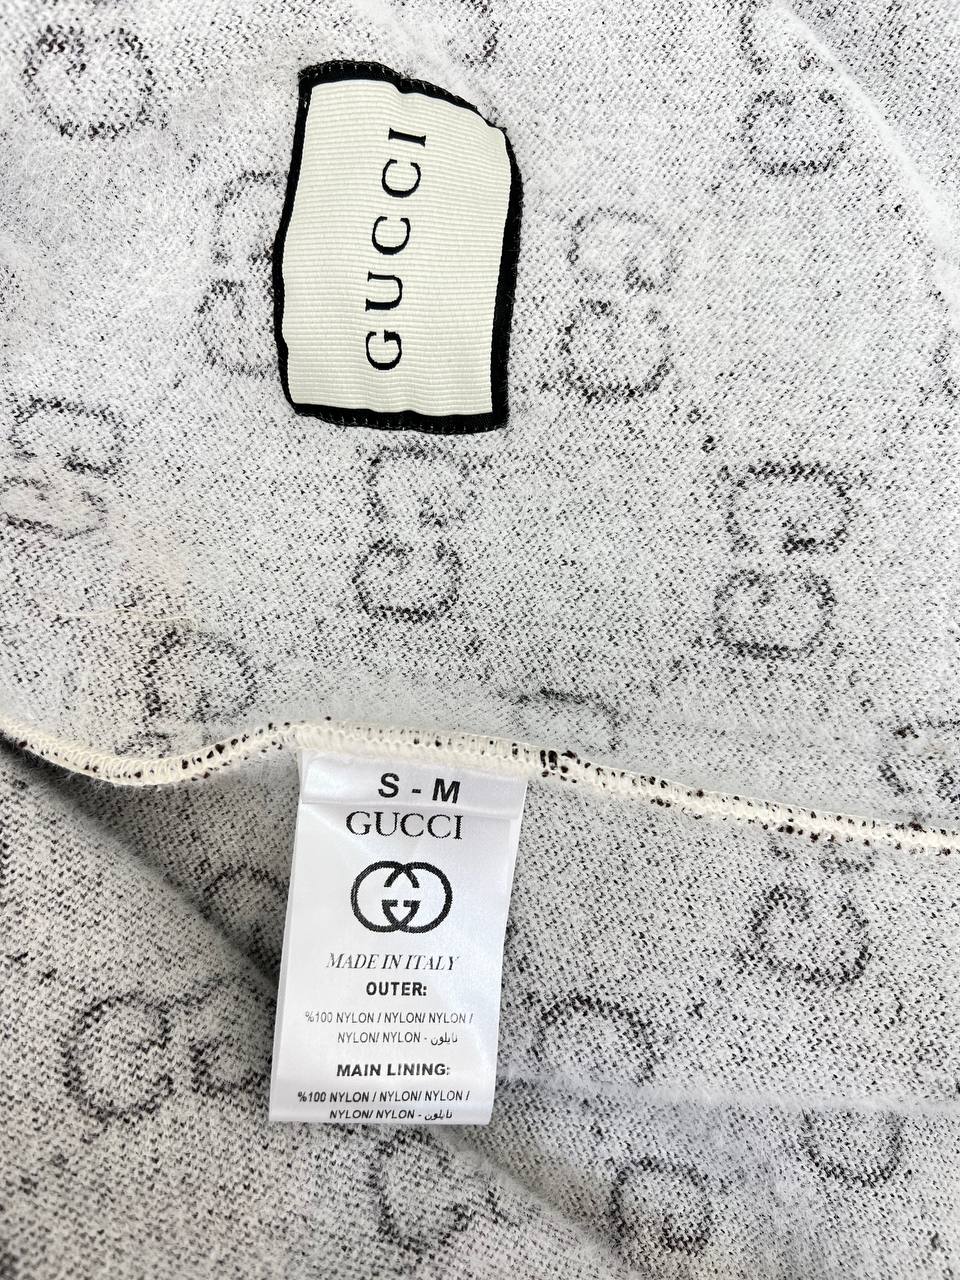 GUCCI
S - M
GUCCI
MADE IN ITALY
OUTER:
%100 NYLON / NYLON/ NYLON /
NYLON/ NYLON - نايلون
MAIN LINING:
%100 NYLON / NYLON/ NYLON /
NYLON/ NYLON - نايلون